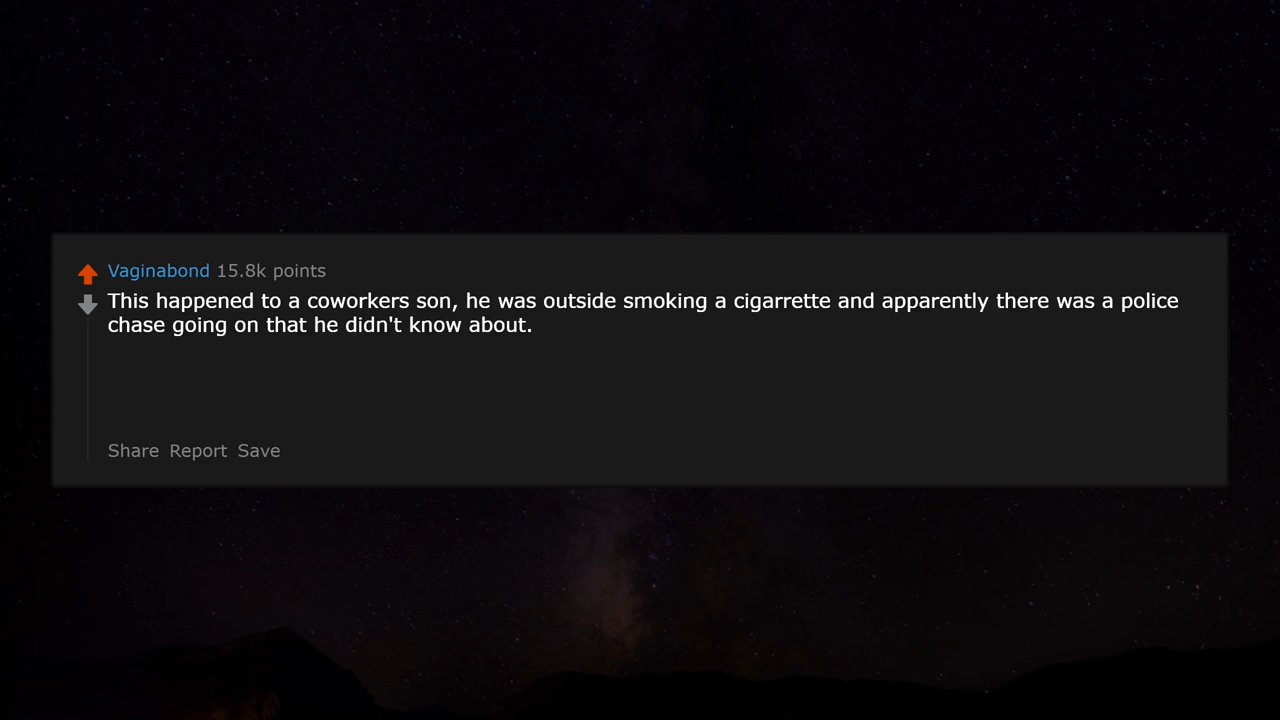 Vaginabond 15.8k points
This happened to a coworkers son, he was outside smoking a cigarrette and apparently there was a police
chase going on that he didn't know about.
Share Report Save